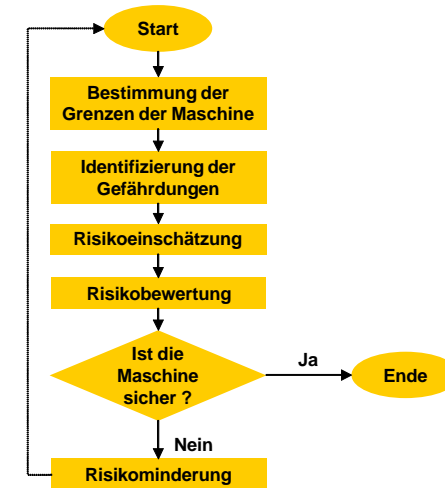 Start
Bestimmung der
Grenzen der Maschine
Identifizierung der
Gefährdungen
Risikoeinschätzung
Risikobewertung
Ist die
Maschine
sicher ?
Ja
Ende
Nein
Risikominderung